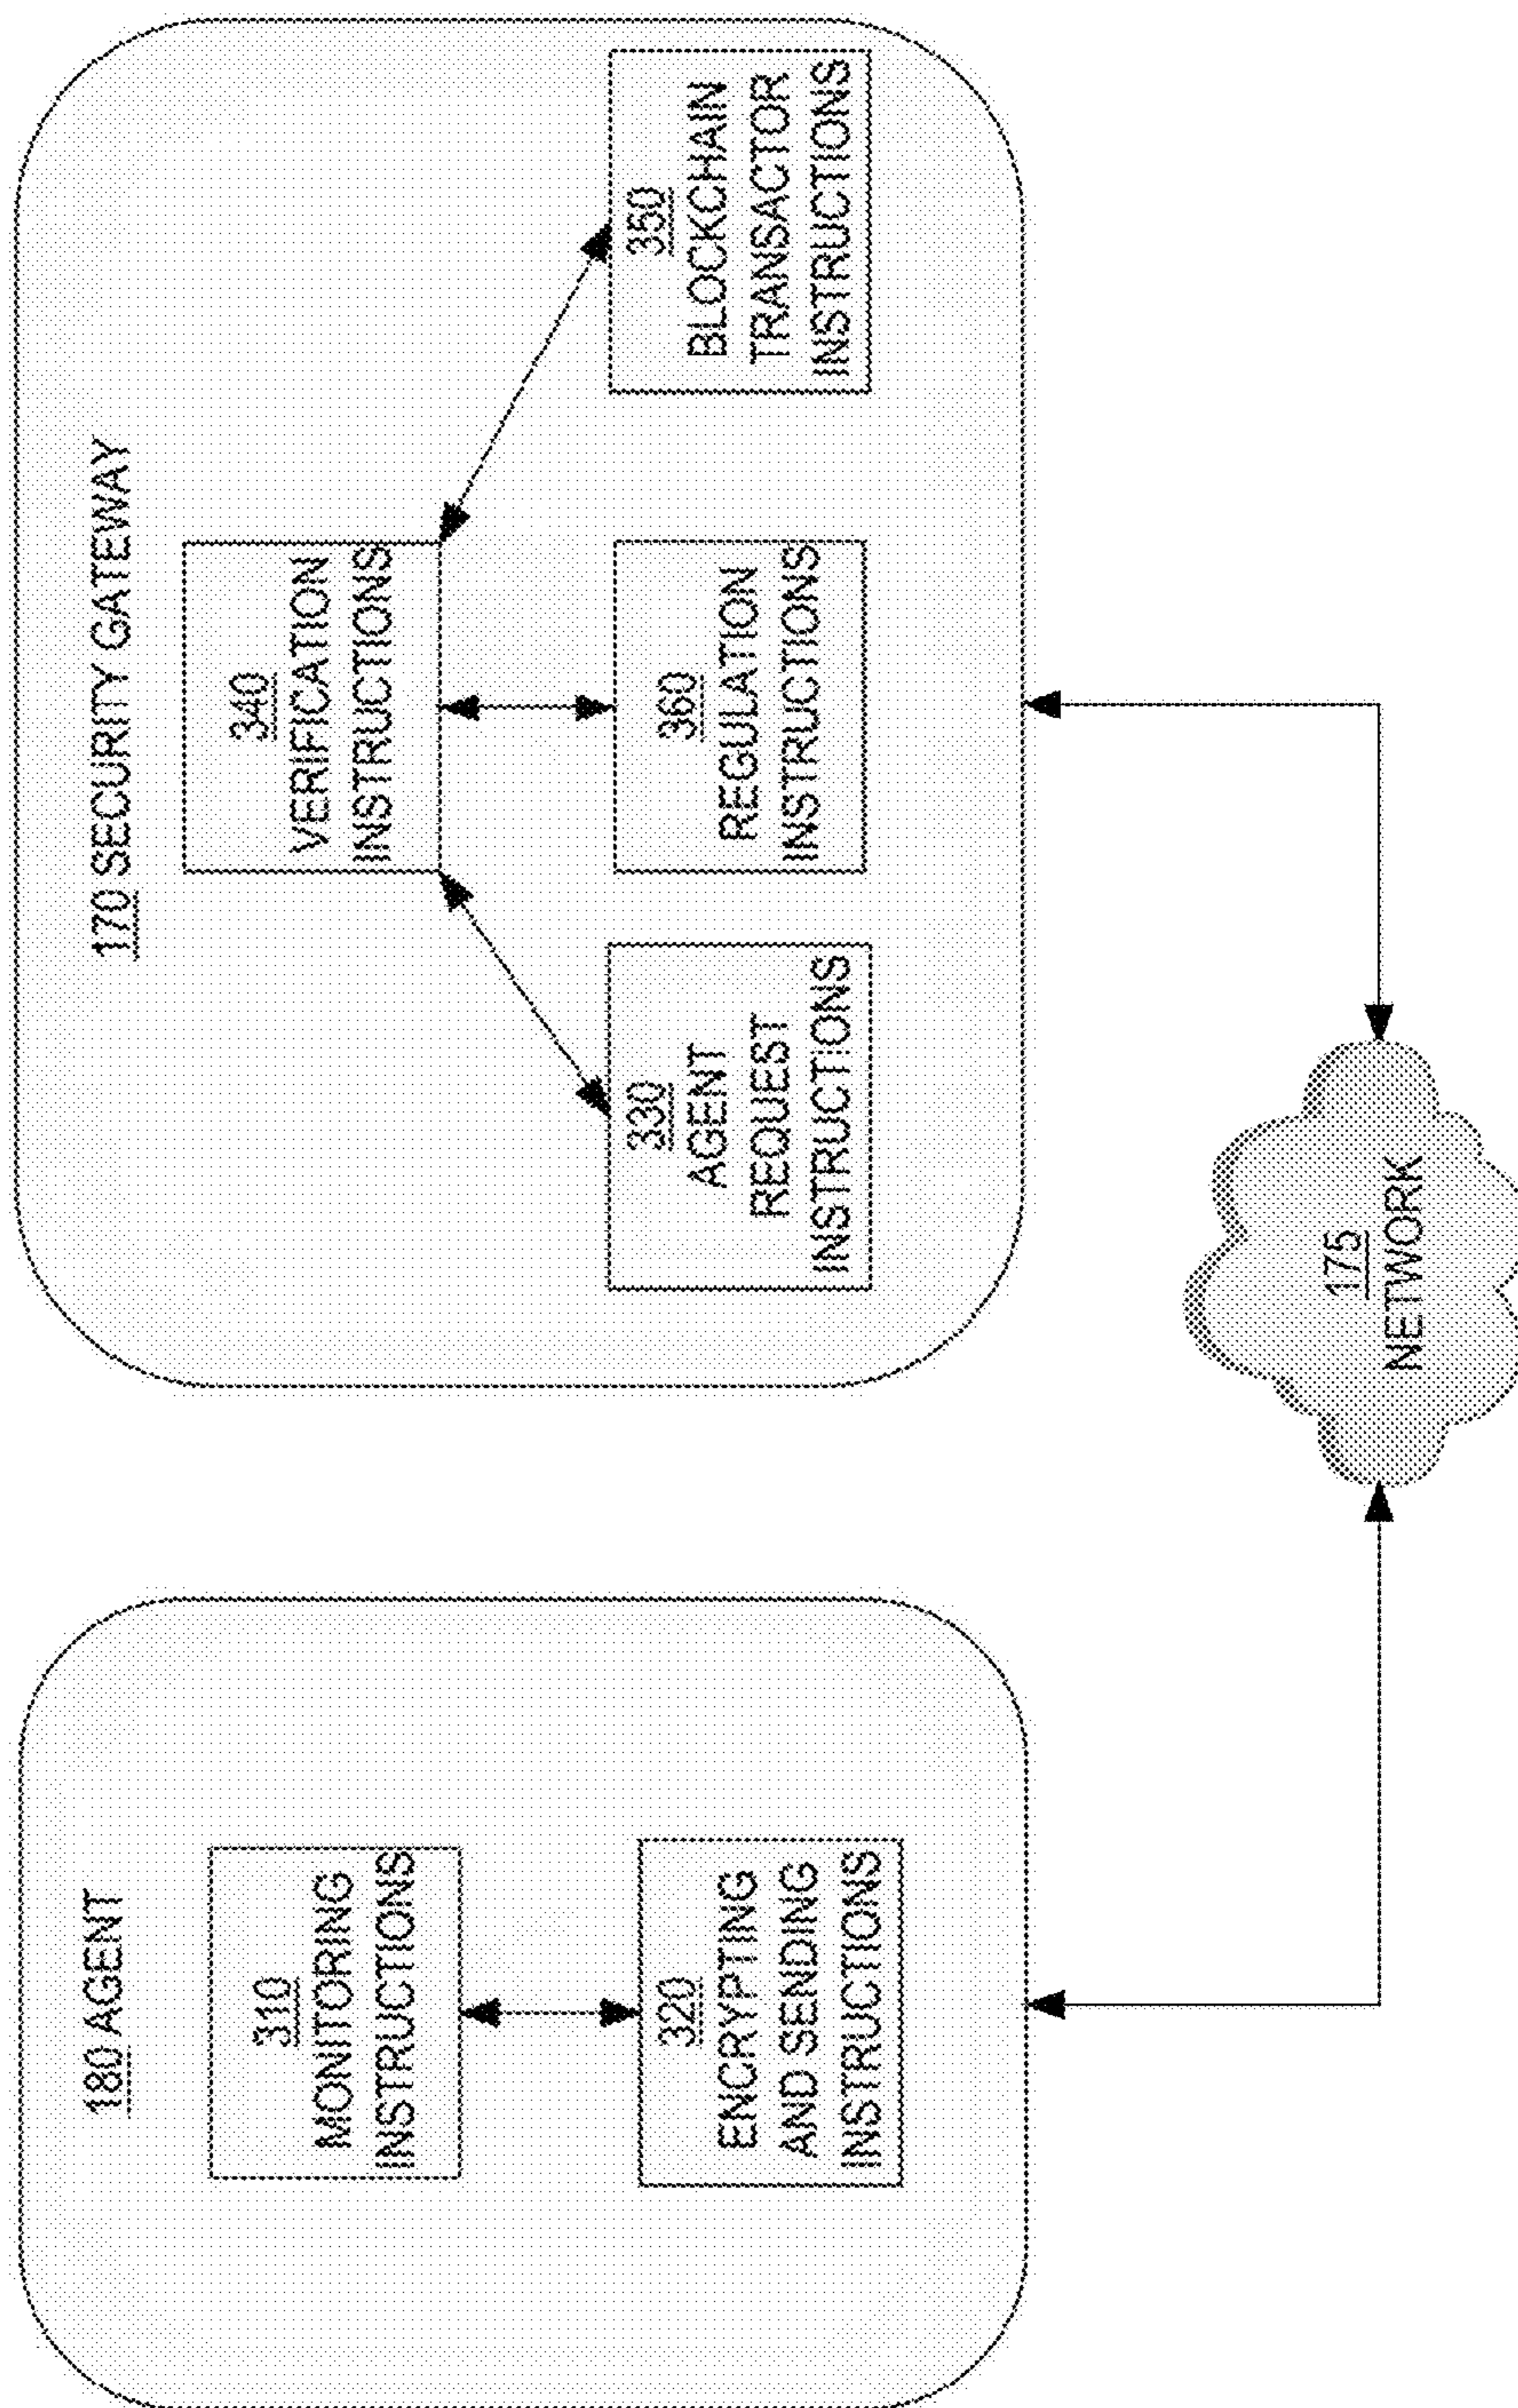 180 AGENT
310
MONITORING
INSTRUCTIONS
320
ENCRYPTING
AND SENDING
INSTRUCTIONS
170 SECURITY GATEWAY
340
VERIFICATION
INSTRUCTIONS
330
AGENT
REQUEST
INSTRUCTIONS
360
REGULATION
INSTRUCTIONS
350
BLOCKCHAIN
TRANSACTOR
INSTRUCTIONS
175
NETWORK